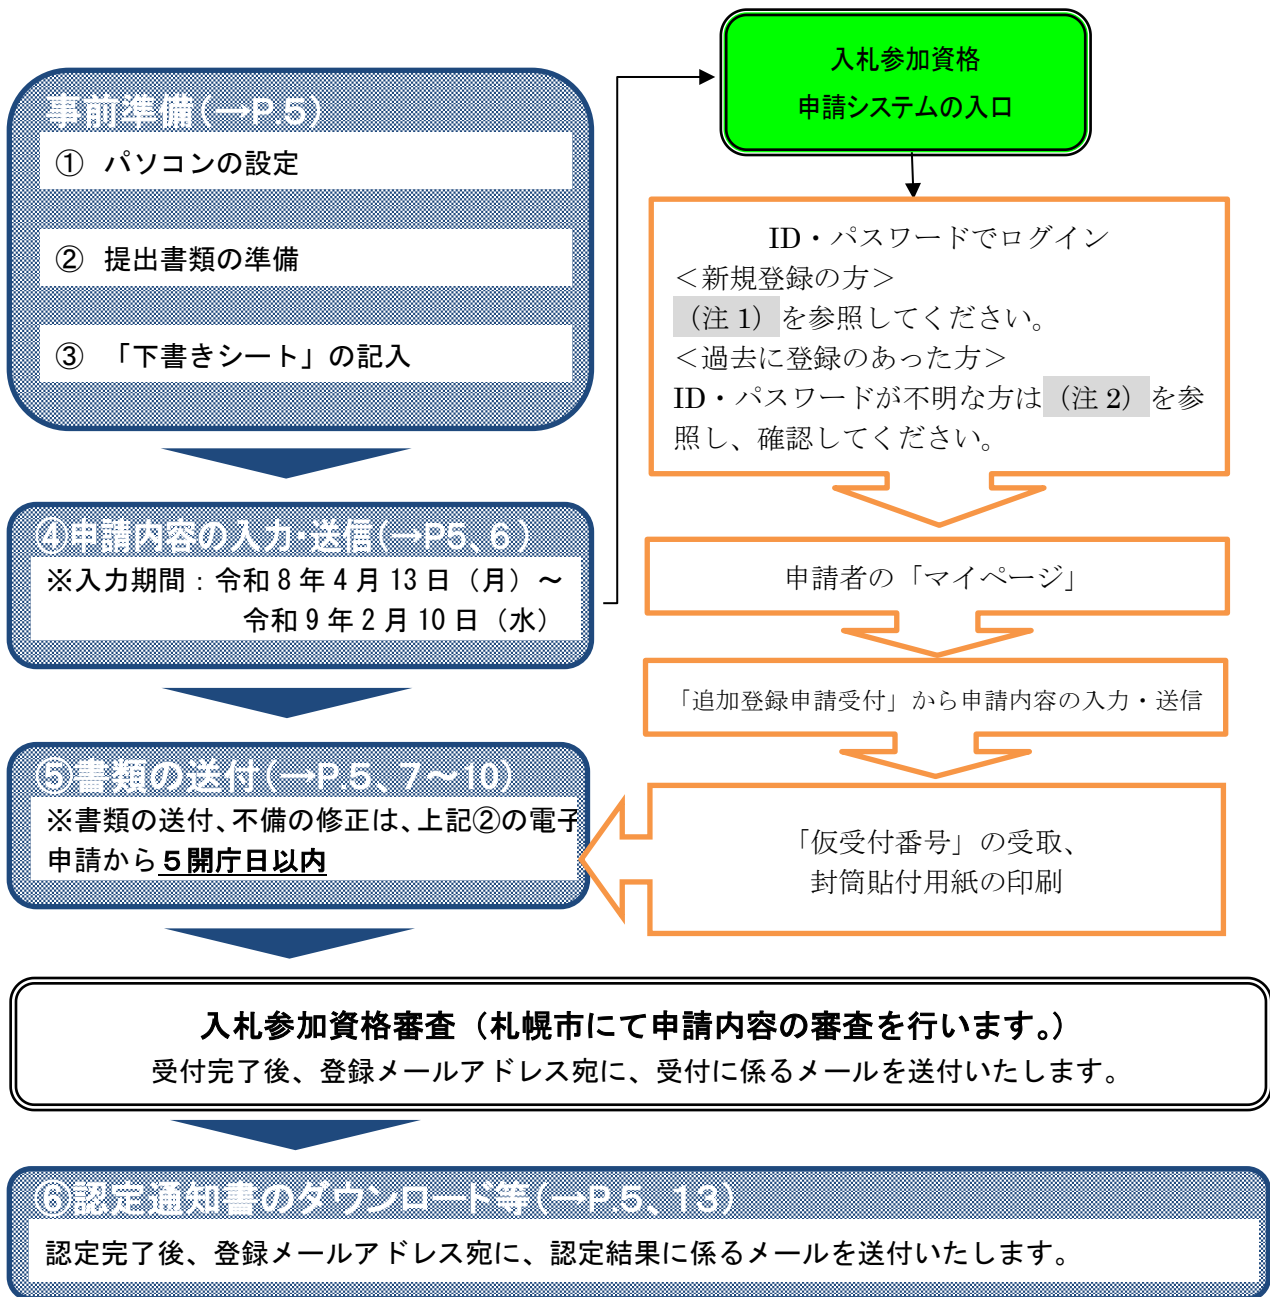 事前準備(→P.5)
① パソコンの設定
② 提出書類の準備
③ 「下書きシート」の記入
④申請内容の入力・送信(→P5、6)
※入力期間：令和8年4月13日（月）～
令和9年2月10日（水）
入札参加資格
申請システムの入口
ID・パスワードでログイン
＜新規登録の方＞
（注1）を参照してください。
＜過去に登録のあった方＞
ID・パスワードが不明な方は（注2）を参
照し、確認してください。
申請者の「マイページ」
「追加登録申請受付」から申請内容の入力・送信
「仮受付番号」の受取、
封筒貼付用紙の印刷
⑤書類の送付(→P.5、7～10)
※書類の送付、不備の修正は、上記②の電子
申請から５開庁日以内
入札参加資格審査（札幌市にて申請内容の審査を行います。）
受付完了後、登録メールアドレス宛に、受付に係るメールを送付いたします。
⑥認定通知書のダウンロード等(→P.5、13)
認定完了後、登録メールアドレス宛に、認定結果に係るメールを送付いたします。